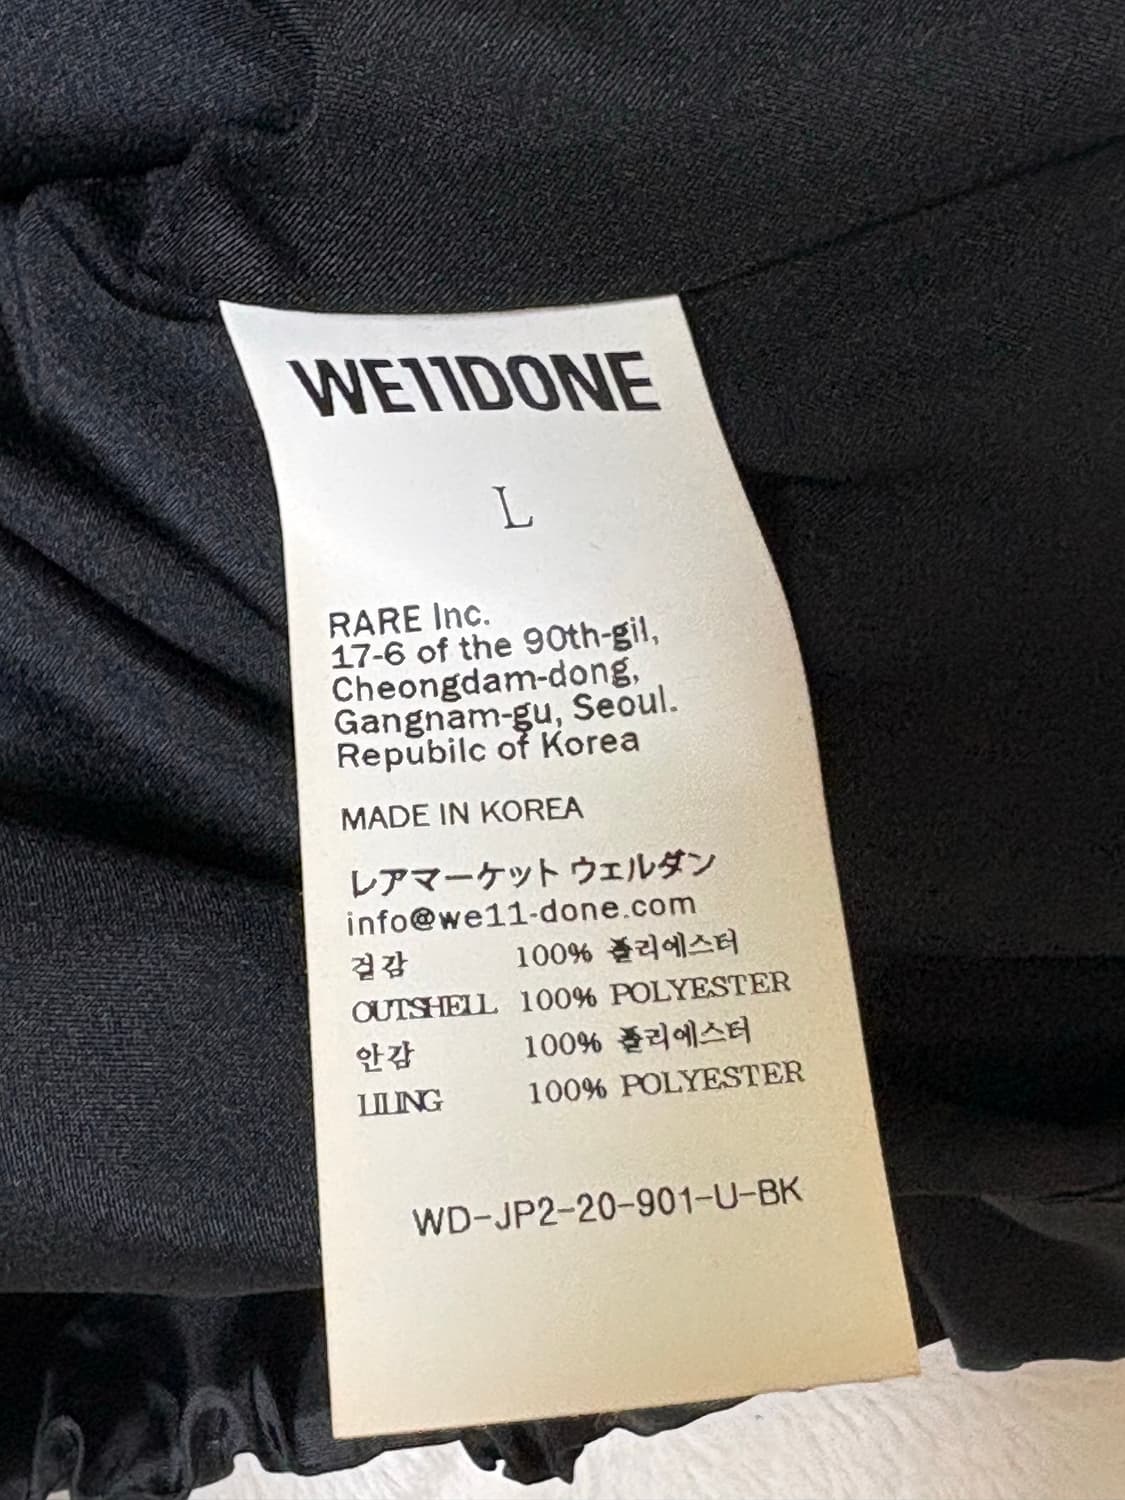 WE11DONE
L
RARE Inc.
17-6 of the 90th-gil,
Cheongdam-dong,
Gangnam-gu, Seoul.
Repubilc of Korea
MADE IN KOREA
レアマーケット ウェルダン
info@we11-done.com
겉감 100% 폴리에스터
OUTSHELL 100% POLYESTER
안감 100% 폴리에스터
LILING 100% POLYESTER
WD-JP2-20-901-U-BK